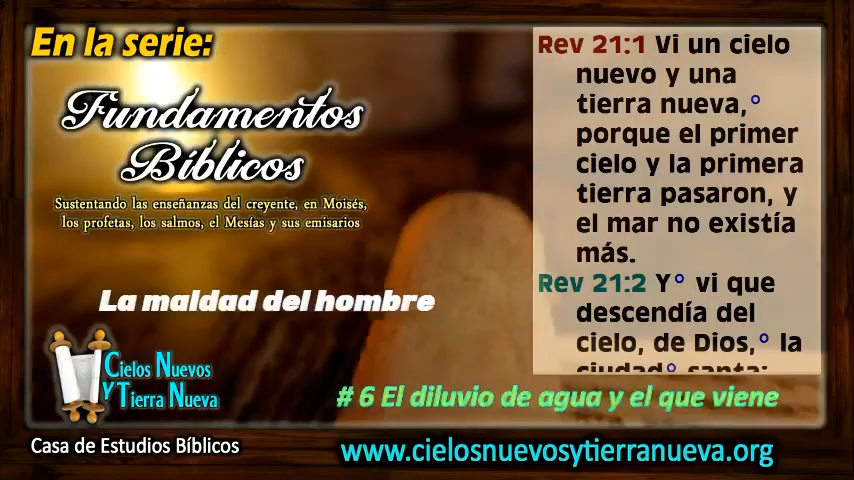 En la serie:
Fundamentos
Bíblicos
Sustentando las enseñanzas del creyente, en Moisés,
los profetas, los salmos, el Mesías y sus emisarios
La maldad del hombre
Cielos Nuevos
Y Tierra Nueva
Casa de Estudios Bíblicos
Rev 21:1 Vi un cielo
nuevo y una
tierra nueva,°
porque el primer
cielo y la primera
tierra pasaron, y
el mar no existía
más.
Rev 21:2 Y° vi que
descendía del
cielo, de Dios,° la
ciudad° santa:
# 6 El diluvio de agua y el que viene
www.cielosnuevosytierranueva.org